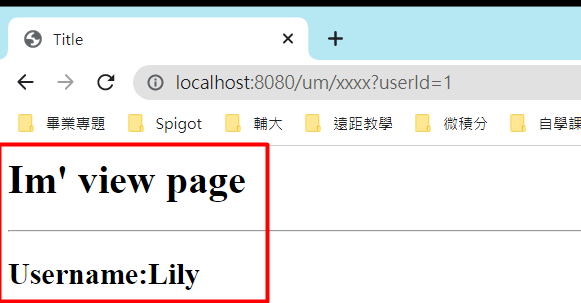 Title
localhost:8080/um/xxxx?userId=1
畢業專題 Spigot 輔大 遠距教學 微積分 自學課
Im' view page
Username:Lily